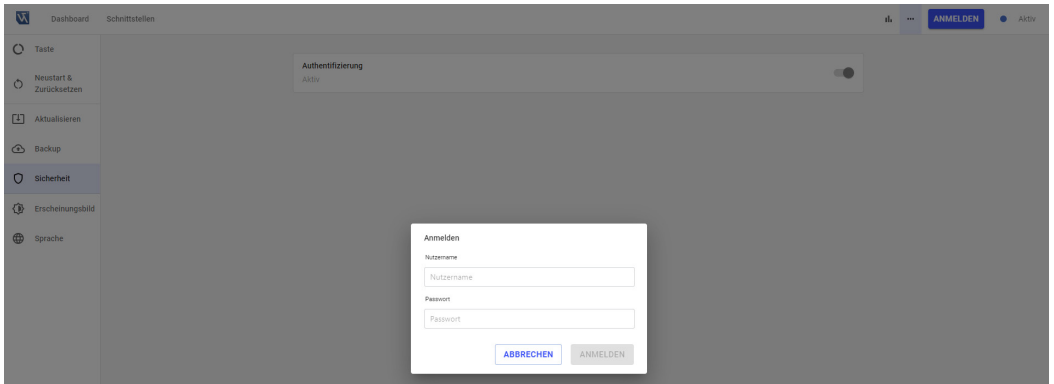 Dashboard Schnittstellen ANMELDEN Aktiv
Taste
Neustart &
Zurücksetzen
Aktualisieren
Backup
Sicherheit
Erscheinungsbild
Sprache
Authentifizierung
Aktiv
Anmelden
Nutzername
Nutzername
Passwort
Passwort
ABBRECHEN ANMELDEN